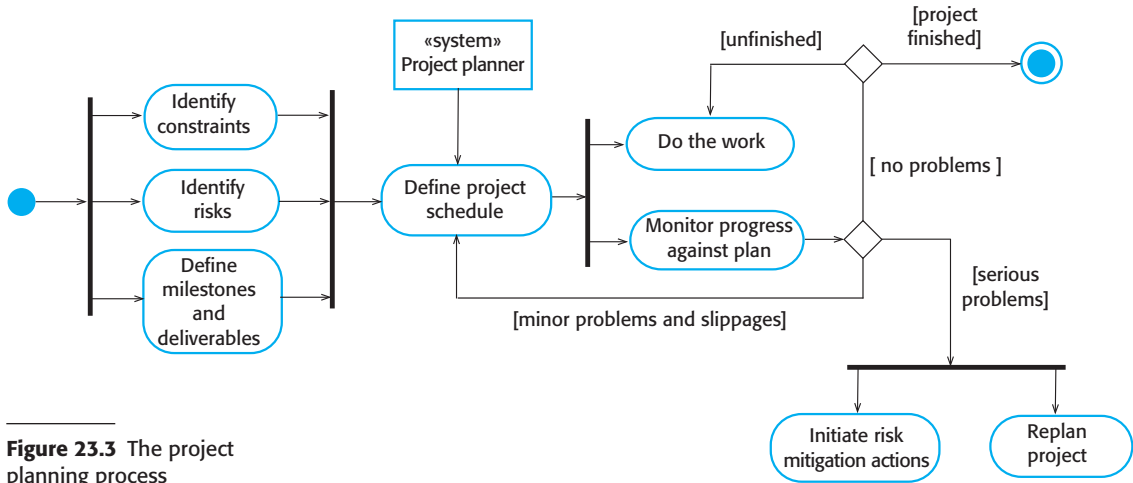 «system»
Project planner
[unfinished]
[project
finished]
Identify
constraints
Do the work
Identify
risks
Define project
schedule
[ no problems ]
Monitor progress
against plan
Define
milestones
and
deliverables
[serious
problems]
[minor problems and slippages]
Initiate risk
mitigation actions
Replan
project
Figure 23.3 The project
planning process